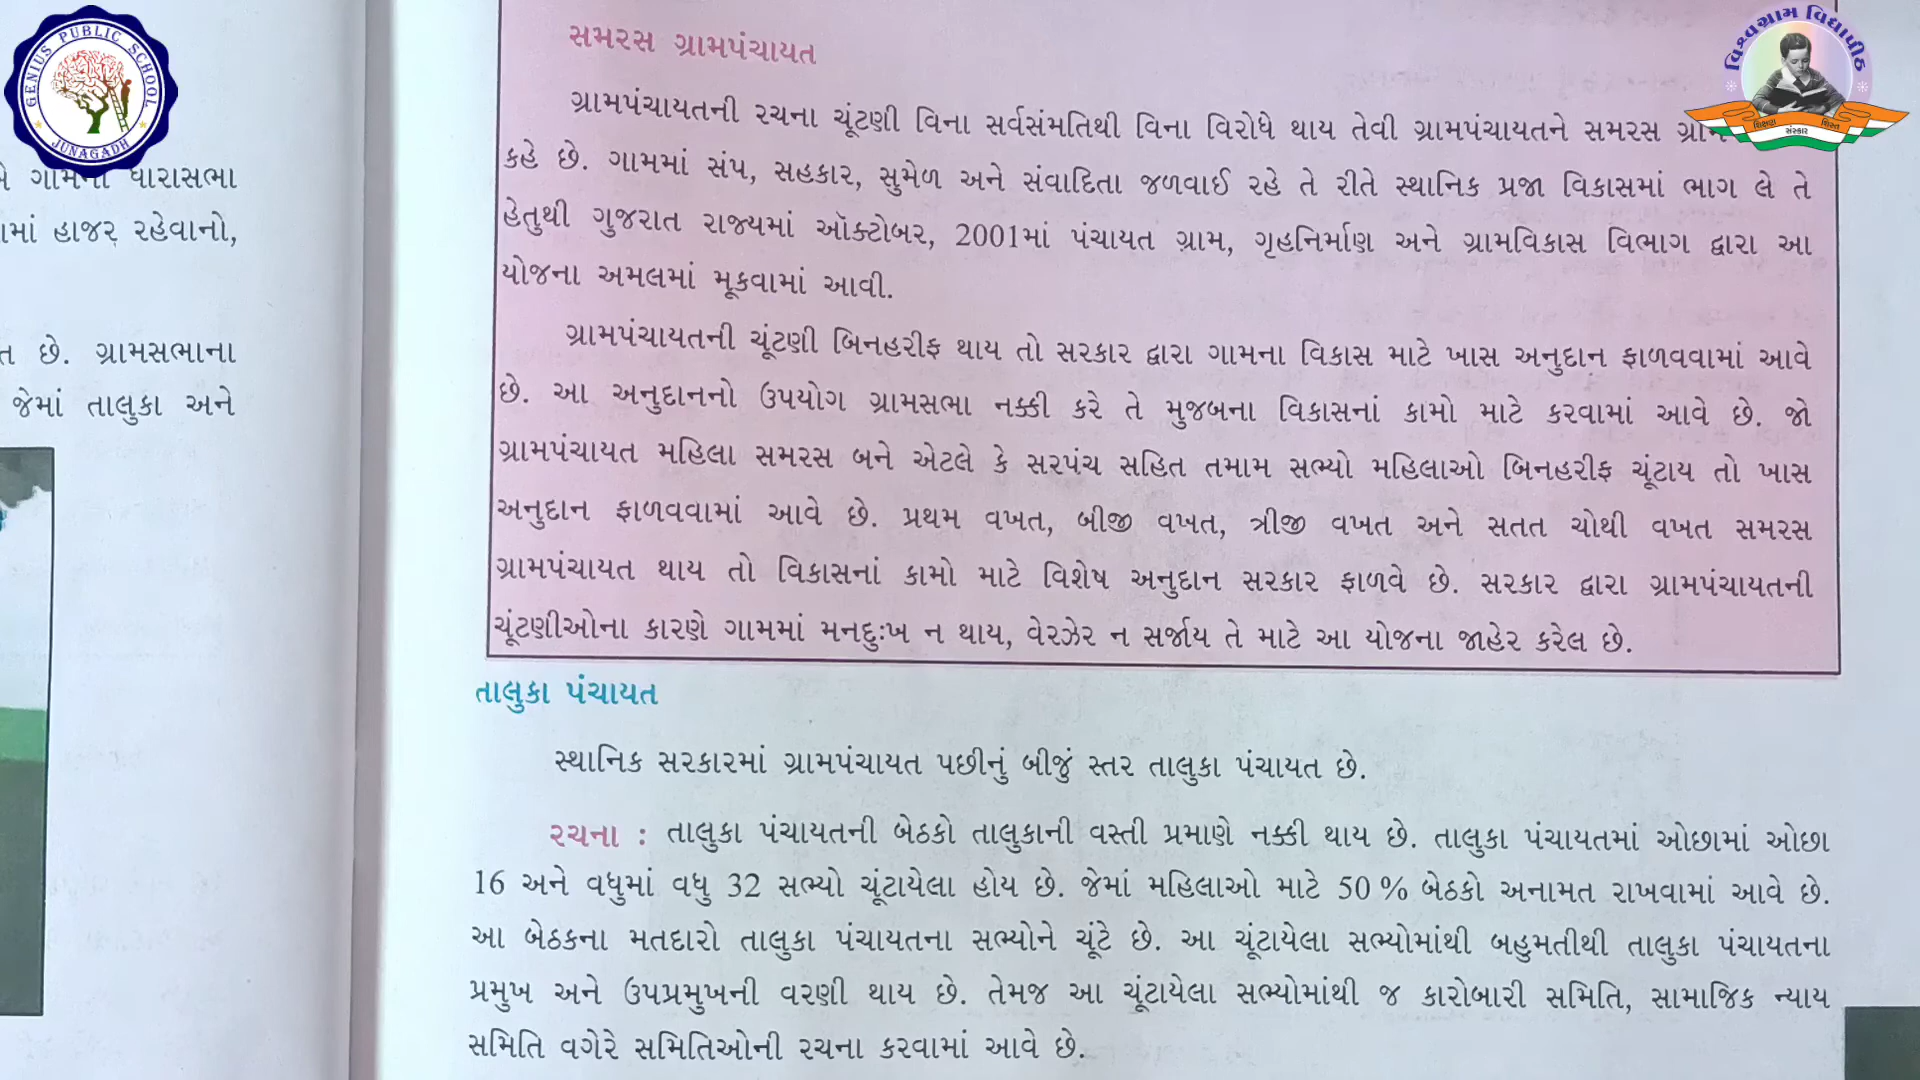 GENIUS PUBLIC SCHOOL
JUNAGADH
વિશ્વગ્રામ વિદ્યાપીઠ
શિક્ષણ સંસ્કાર શિસ્ત
ગામની ધારાસભા
હાજર રહેવાનો,
છે. ગ્રામસભાના
જેમાં તાલુકા અને
સમરસ ગ્રામપંચાયત
ગ્રામપંચાયતની રચના ચૂંટણી વિના સર્વસંમતિથી વિના વિરોધે થાય તેવી ગ્રામપંચાયતને સમરસ
કહે છે. ગામમાં સંપ, સહકાર, સુમેળ અને સંવાદિતા જળવાઈ રહે તે રીતે સ્થાનિક પ્રજા વિકાસમાં ભાગ લે તે
હેતુથી ગુજરાત રાજ્યમાં ઑક્ટોબર, 2001માં પંચાયત ગ્રામ, ગૃહનિર્માણ અને ગ્રામવિકાસ વિભાગ દ્વારા આ
યોજના અમલમાં મૂકવામાં આવી.
ગ્રામપંચાયતની ચૂંટણી બિનહરીફ થાય તો સરકાર દ્વારા ગામના વિકાસ માટે ખાસ અનુદાન ફાળવવામાં આવે
છે. આ અનુદાનનો ઉપયોગ ગ્રામસભા નક્કી કરે તે મુજબના વિકાસનાં કામો માટે કરવામાં આવે છે. જો
ગ્રામપંચાયત મહિલા સમરસ બને એટલે કે સરપંચ સહિત તમામ સભ્યો મહિલાઓ બિનહરીફ ચૂંટાય તો ખાસ
અનુદાન ફાળવવામાં આવે છે. પ્રથમ વખત, બીજી વખત, ત્રીજી વખત અને સતત ચોથી વખત સમરસ
ગ્રામપંચાયત થાય તો વિકાસનાં કામો માટે વિશેષ અનુદાન સરકાર ફાળવે છે. સરકાર દ્વારા ગ્રામપંચાયતની
ચૂંટણીઓના કારણે ગામમાં મનદુઃખ ન થાય, વેરઝેર ન સર્જાય તે માટે આ યોજના જાહેર કરેલ છે.
તાલુકા પંચાયત
સ્થાનિક સરકારમાં ગ્રામપંચાયત પછીનું બીજું સ્તર તાલુકા પંચાયત છે.
રચના : તાલુકા પંચાયતની બેઠકો તાલુકાની વસ્તી પ્રમાણે નક્કી થાય છે. તાલુકા પંચાયતમાં ઓછામાં ઓછા
16 અને વધુમાં વધુ 32 સભ્યો ચૂંટાયેલા હોય છે. જેમાં મહિલાઓ માટે 50 % બેઠકો અનામત રાખવામાં આવે છે.
આ બેઠકના મતદારો તાલુકા પંચાયતના સભ્યોને ચૂંટે છે. આ ચૂંટાયેલા સભ્યોમાંથી બહુમતીથી તાલુકા પંચાયતના
પ્રમુખ અને ઉપપ્રમુખની વરણી થાય છે. તેમજ આ ચૂંટાયેલા સભ્યોમાંથી જ કારોબારી સમિતિ, સામાજિક ન્યાય
સમિતિ વગેરે સમિતિઓની રચના કરવામાં આવે છે.